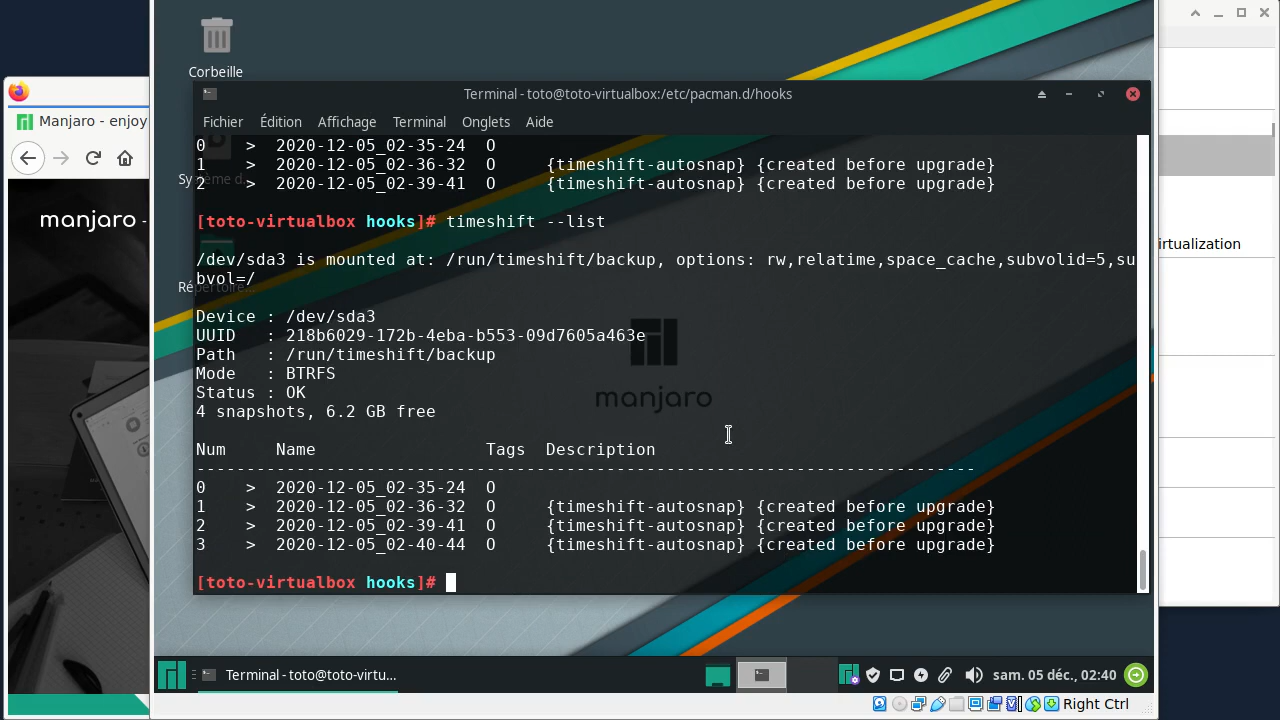 Corbeille
Terminal - toto@toto-virtualbox:/etc/pacman.d/hooks
Fichier Édition Affichage Terminal Onglets Aide
Manjaro - enjoy
manjaro -
0 > 2020-12-05_02-35-24 O
1 > 2020-12-05_02-36-32 O {timeshift-autosnap} {created before upgrade}
2 > 2020-12-05_02-39-41 O {timeshift-autosnap} {created before upgrade}
[toto-virtualbox hooks]# timeshift --list
irtualization
/dev/sda3 is mounted at: /run/timeshift/backup, options: rw,relatime,space_cache,subvolid=5,su
bvol=/
Device : /dev/sda3
UUID : 218b6029-172b-4eba-b553-09d7605a463e
Path : /run/timeshift/backup
Mode : BTRFS
Status : OK
4 snapshots, 6.2 GB free
manjaro
Num Name Tags Description
------------------------------------------------------------------------------
0 > 2020-12-05_02-35-24 O
1 > 2020-12-05_02-36-32 O {timeshift-autosnap} {created before upgrade}
2 > 2020-12-05_02-39-41 O {timeshift-autosnap} {created before upgrade}
3 > 2020-12-05_02-40-44 O {timeshift-autosnap} {created before upgrade}
[toto-virtualbox hooks]#
Terminal - toto@toto-virtu...
sam. 05 déc., 02:40
Right Ctrl